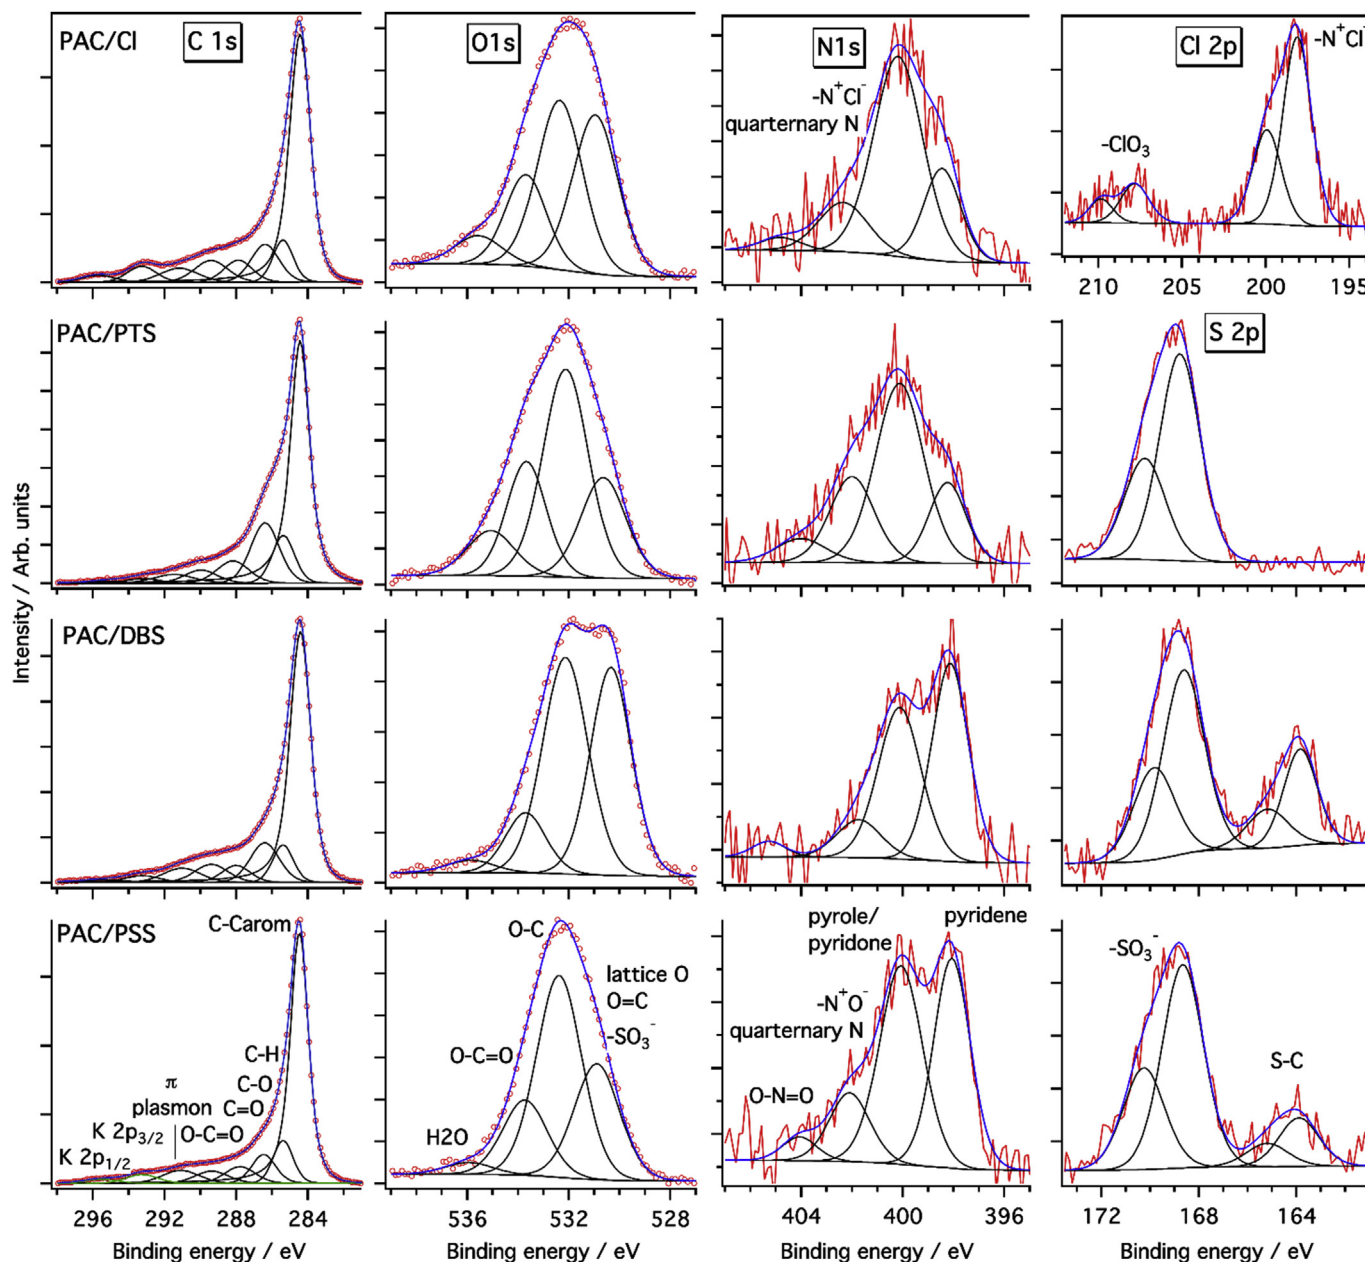 PAC/Cl
C 1s
O1s
N1s
-N⁺Cl⁻
quarternary N
Cl 2p
-N⁺Cl⁻
-ClO₃
210 205 200 195
PAC/PTS
S 2p
Intensity / Arb. units
PAC/DBS
PAC/PSS
C-Carom
C-H
C-O
C=O
π
plasmon
O-C=O
K 2p₃/₂
K 2p₁/₂
O-C
lattice O
O=C
-SO₃⁻
O-C=O
H2O
pyrole/
pyridone
pyridene
-N⁺O⁻
quarternary N
O-N=O
-SO₃⁻
S-C
296 292 288 284
536 532 528
404 400 396
172 168 164
Binding energy / eV
Binding energy / eV
Binding energy / eV
Binding energy / eV